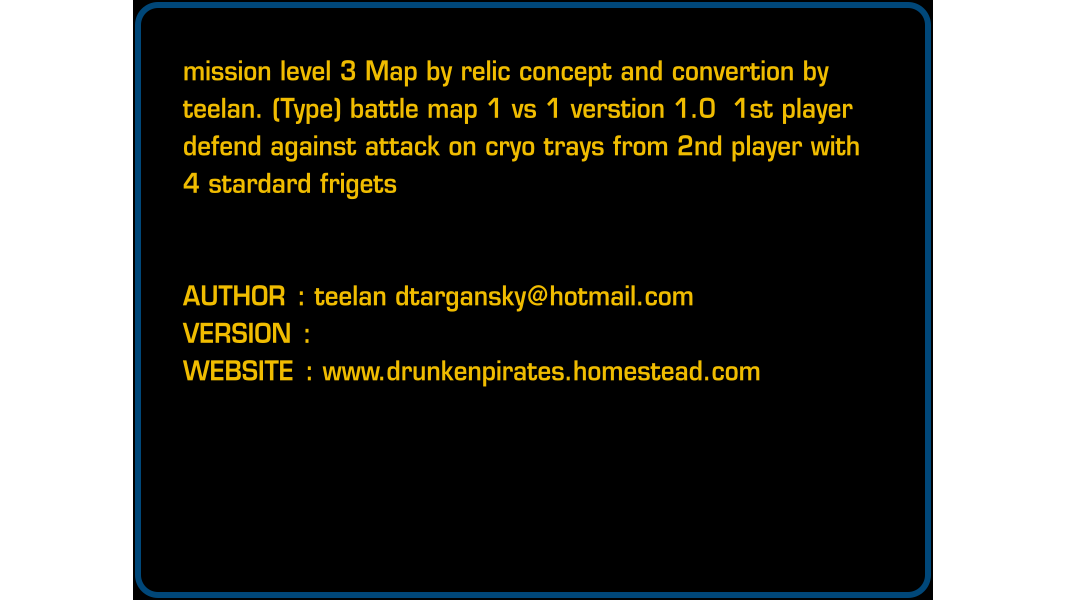 mission level 3 Map by relic concept and convertion by
teelan. (Type) battle map 1 vs 1 verstion 1.0  1st player
defend against attack on cryo trays from 2nd player with
4 stardard frigets
AUTHOR : teelan dtargansky@hotmail.com
VERSION :
WEBSITE : www.drunkenpirates.homestead.com